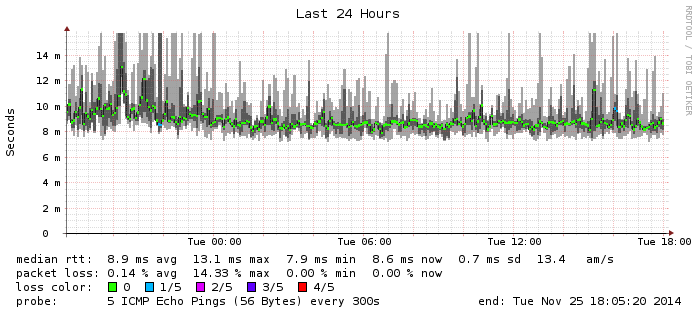 Last 24 Hours
RRDTOOL / TOBI OETIKER
Seconds
14 m
12 m
10 m
8 m
6 m
4 m
2 m
0
Tue 00:00 Tue 06:00 Tue 12:00 Tue 18:00
median rtt: 8.9 ms avg 13.1 ms max 7.9 ms min 8.6 ms now 0.7 ms sd 13.4 am/s
packet loss: 0.14 % avg 14.33 % max 0.00 % min 0.00 % now
loss color: 0 1/5 2/5 3/5 4/5
probe: 5 ICMP Echo Pings (56 Bytes) every 300s end: Tue Nov 25 18:05:20 2014